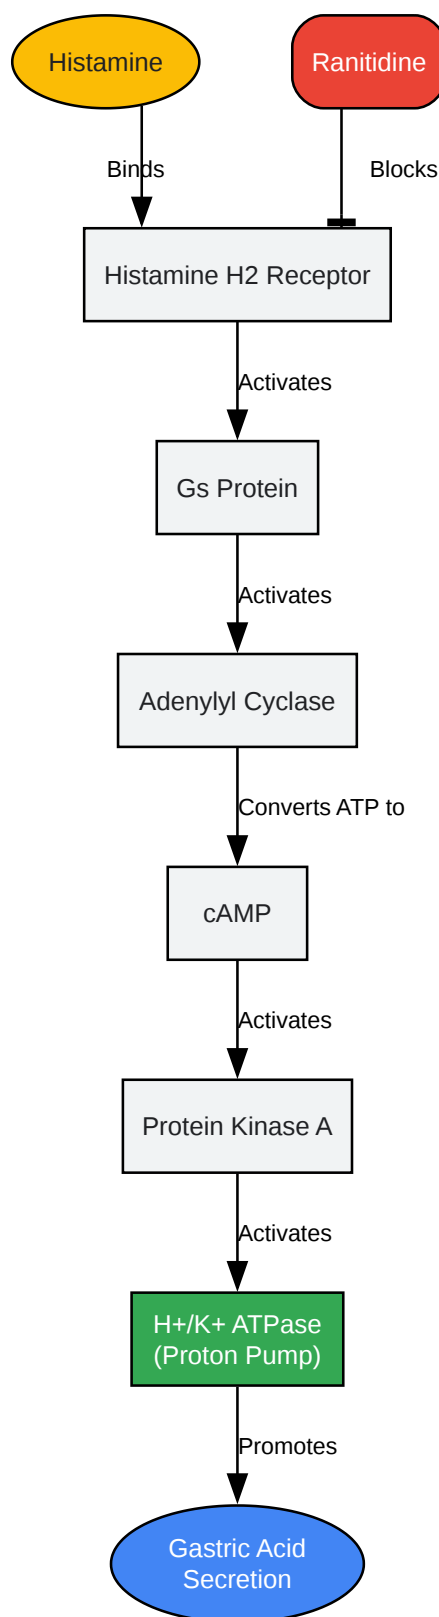 Histamine
Ranitidine
Binds
Blocks
Histamine H2 Receptor
Activates
Gs Protein
Activates
Adenylyl Cyclase
Converts ATP to
cAMP
Activates
Protein Kinase A
Activates
H+/K+ ATPase
(Proton Pump)
Promotes
Gastric Acid
Secretion